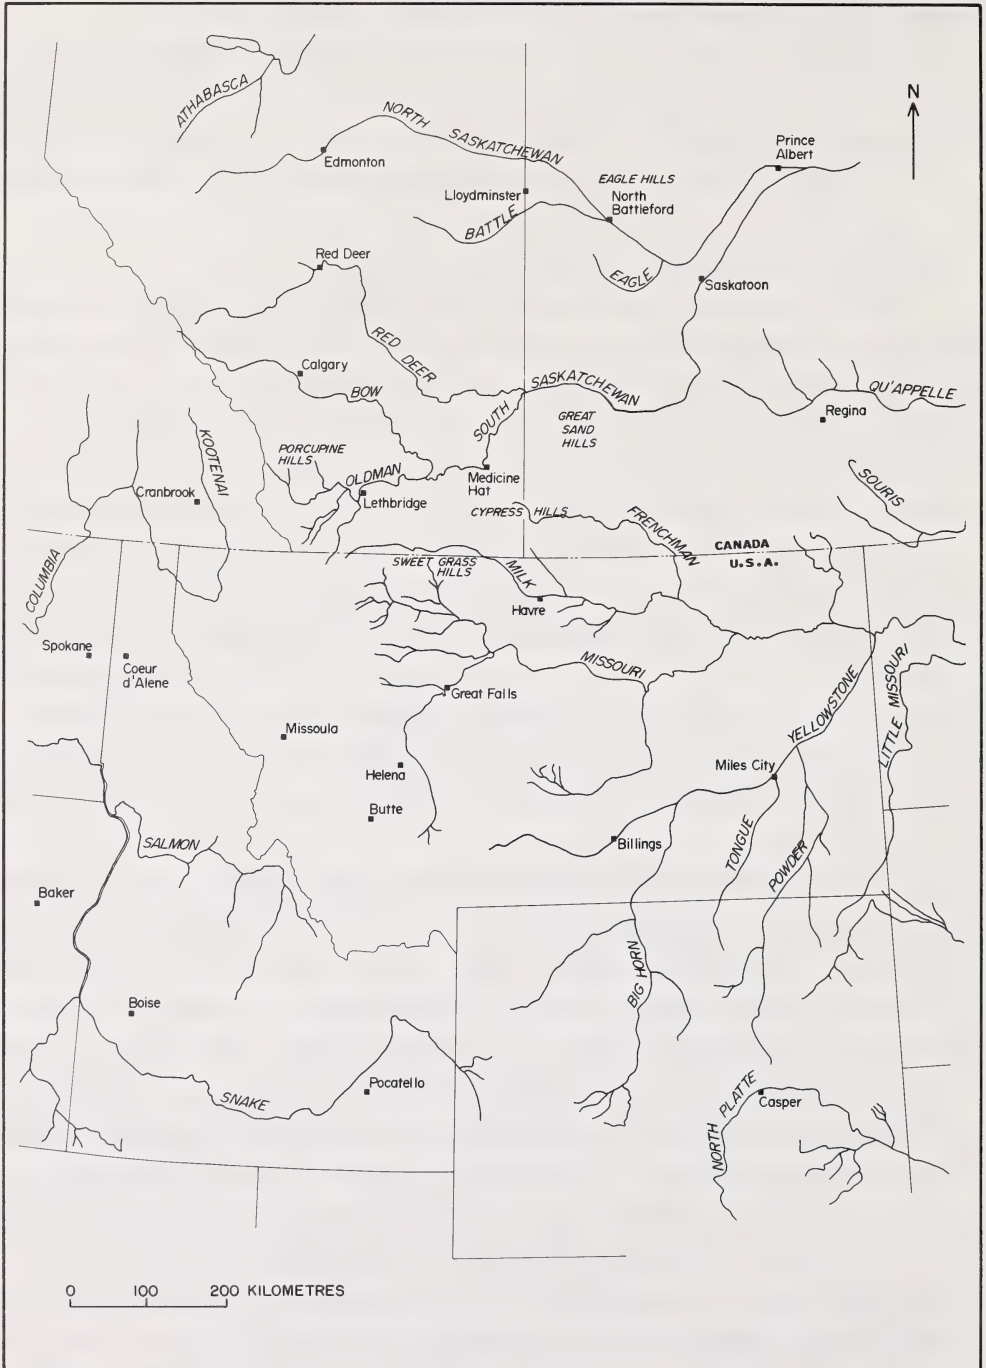 N
ATHABASCA
NORTH
SASKATCHEWAN
Edmonton
Prince
Albert
EAGLE HILLS
Lloydminster
North
Battleford
BATTLE
EAGLE
Red Deer
Saskatoon
RED DEER
Calgary
BOW
SOUTH
SASKATCHEWAN
GREAT
SAND
HILLS
QU'APPELLE
Regina
KOOTENAI
PORCUPINE
HILLS
OLDMAN
Medicine
Hat
Cranbrook
Lethbridge
CYPRESS HILLS
SOURIS
FRENCHMAN
CANADA
U.S.A.
COLUMBIA
SWEET GRASS
HILLS
MILK
Havre
Spokane
Coeur
d'Alene
MISSOURI
Great Falls
YELLOWSTONE
LITTLE MISSOURI
Missoula
Helena
Miles City
Butte
SALMON
Billings
TONGUE
POWDER
Baker
BIG HORN
Boise
SNAKE
Pocatello
NORTH PLATTE
Casper
0 100 200 KILOMETRES